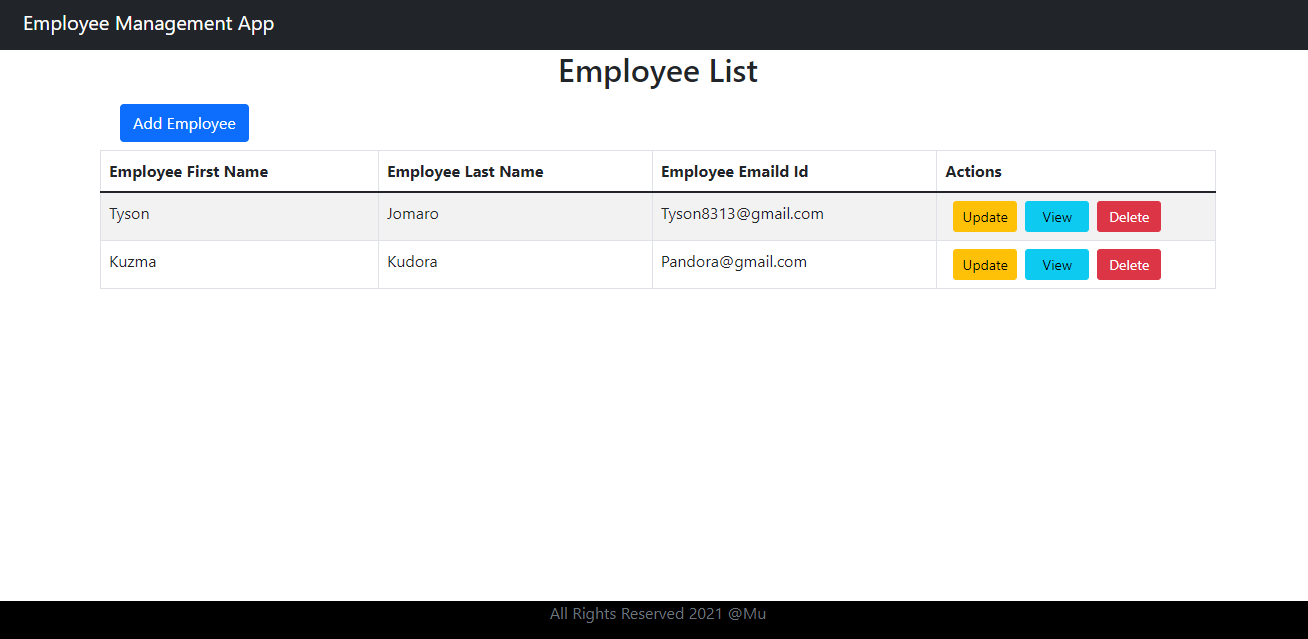 Employee Management App
Employee List
Add Employee
Employee First Name Employee Last Name Employee Emaild Id Actions
Tyson Jomaro Tyson8313@gmail.com Update View Delete
Kuzma Kudora Pandora@gmail.com Update View Delete
All Rights Reserved 2021 @Mu